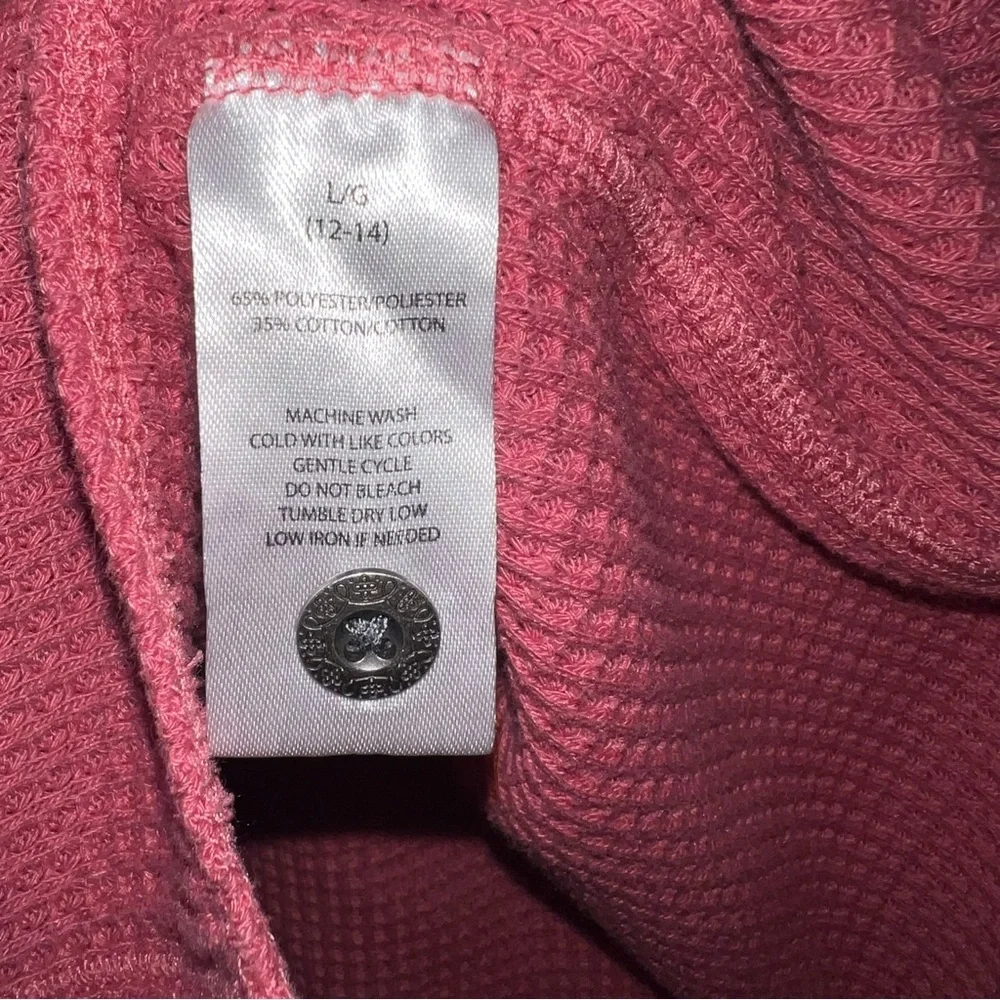 L/G
(12-14)
65% POLYESTER/POLIESTER
35% COTTON/COTTON
MACHINE WASH
COLD WITH LIKE COLORS
GENTLE CYCLE
DO NOT BLEACH
TUMBLE DRY LOW
LOW IRON IF NEEDED